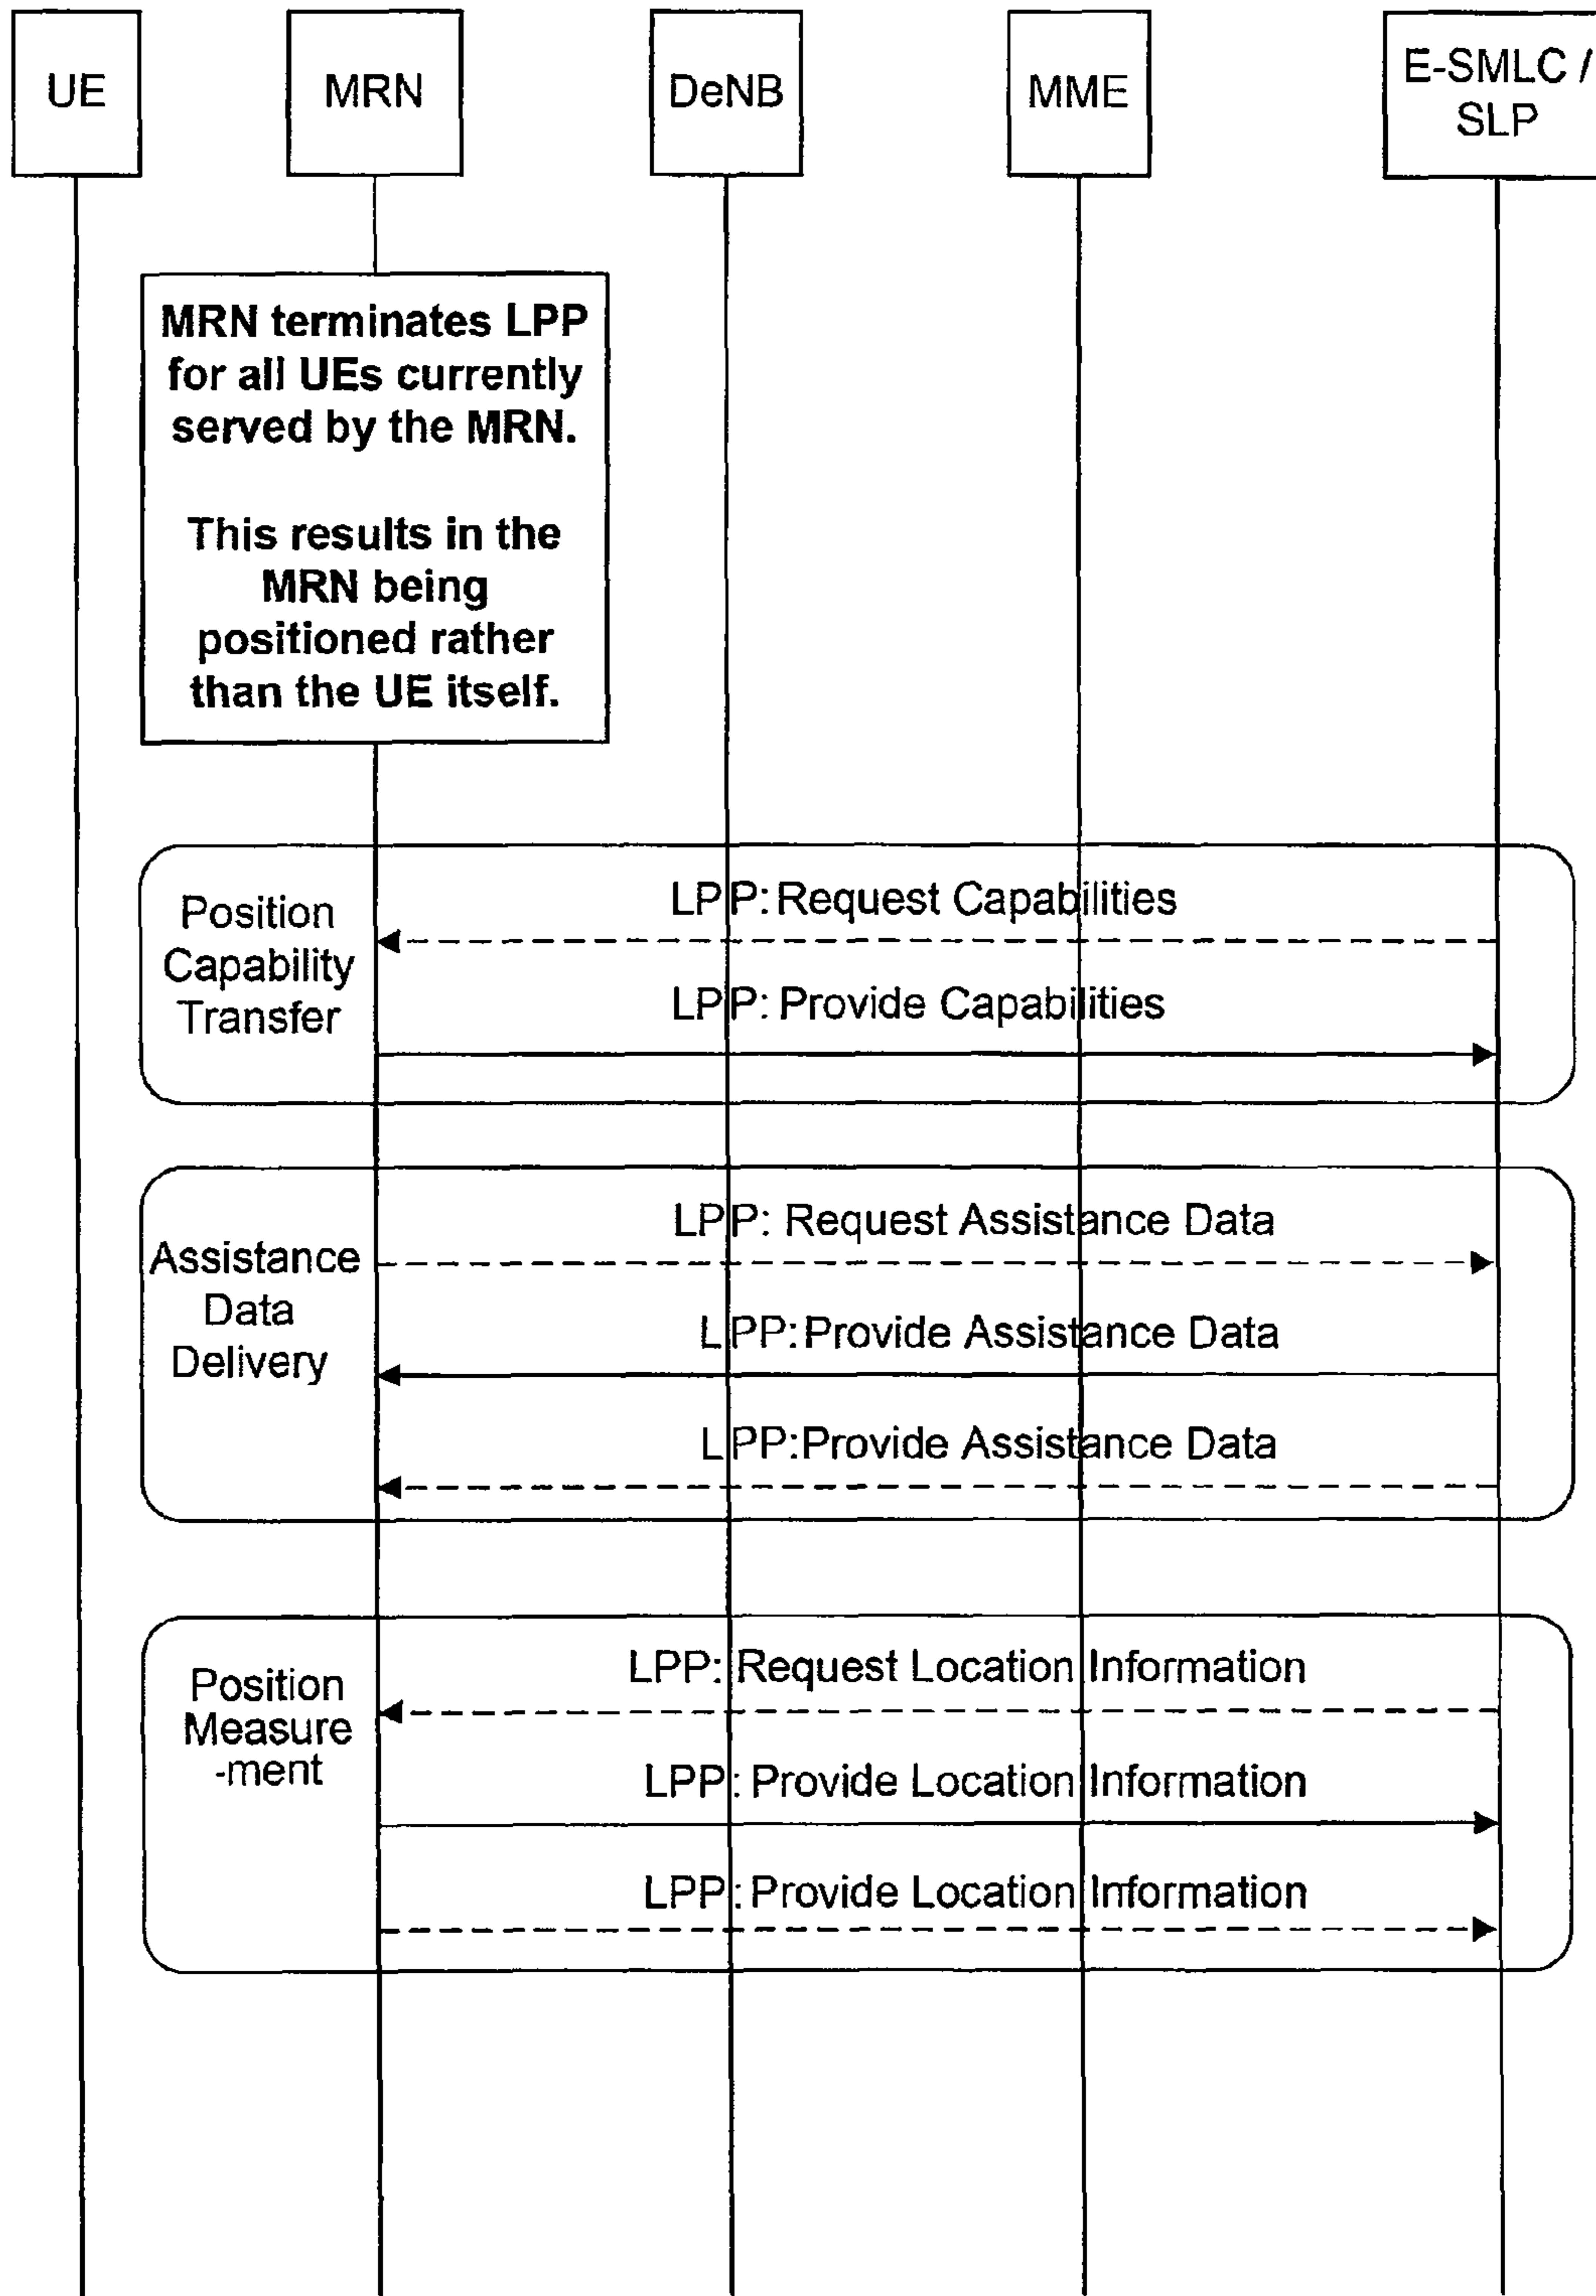 UE
MRN
DeNB
MME
E-SMLC /
SLP
MRN terminates LPP
for all UEs currently
served by the MRN.
This results in the
MRN being
positioned rather
than the UE itself.
Position
Capability
Transfer
LPP: Request Capabilities
LPP: Provide Capabilities
Assistance
Data
Delivery
LPP: Request Assistance Data
LPP: Provide Assistance Data
LPP: Provide Assistance Data
Position
Measure
-ment
LPP: Request Location Information
LPP: Provide Location Information
LPP: Provide Location Information